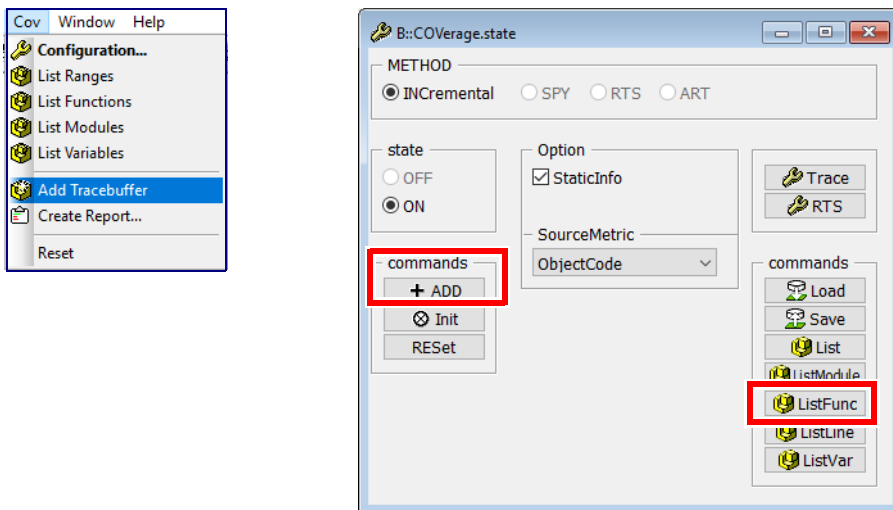 Cov Window Help
Configuration...
List Ranges
List Functions
List Modules
List Variables
Add Tracebuffer
Create Report...
Reset
B::COVerage.state
METHOD
INCremental SPY RTS ART
state
OFF
ON
Option
StaticInfo
SourceMetric
ObjectCode
Trace
RTS
commands
+ ADD
Init
RESet
commands
Load
Save
List
ListModule
ListFunc
ListLine
ListVar